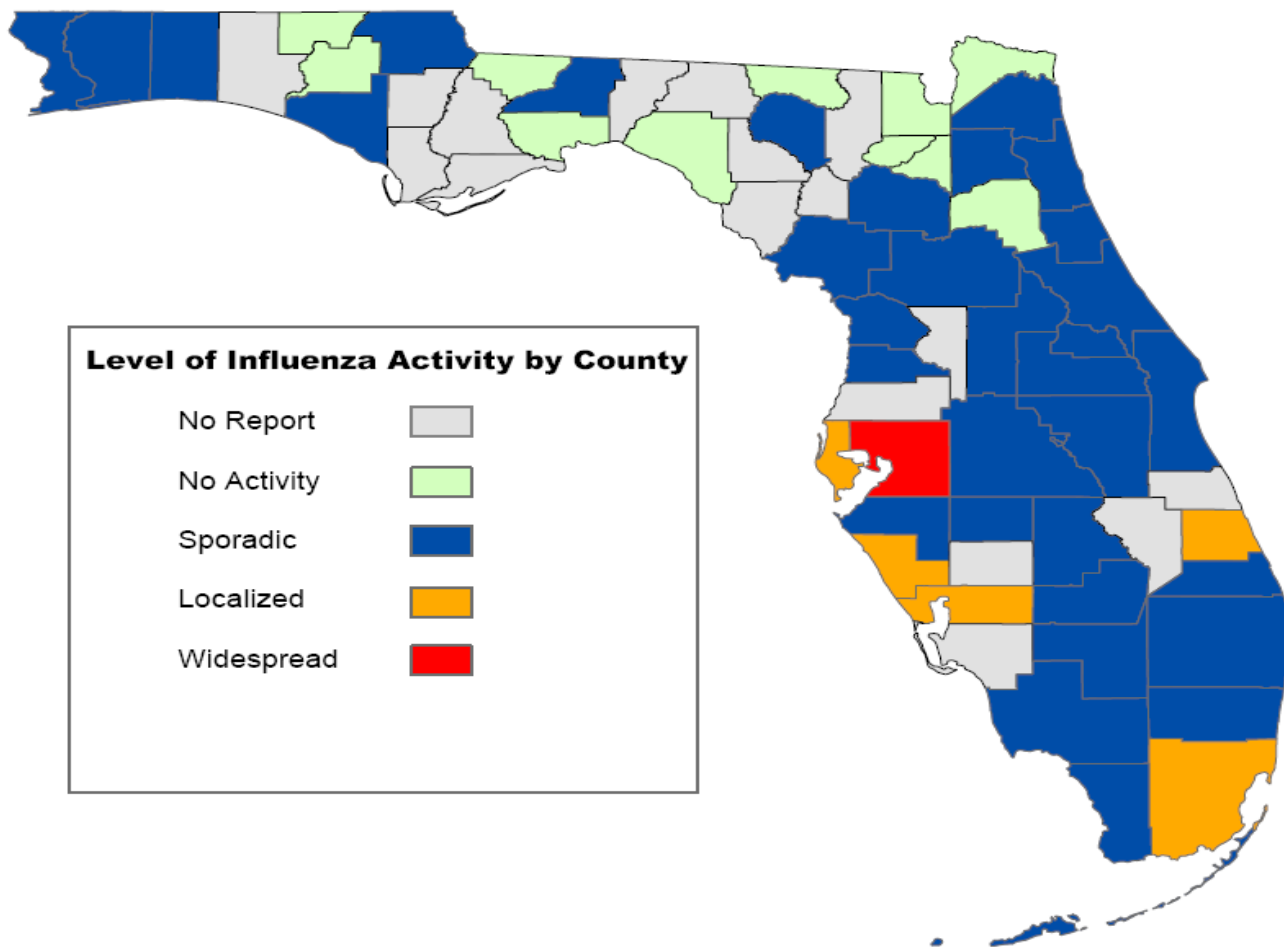 Level of Influenza Activity by County
No Report
No Activity
Sporadic
Localized
Widespread